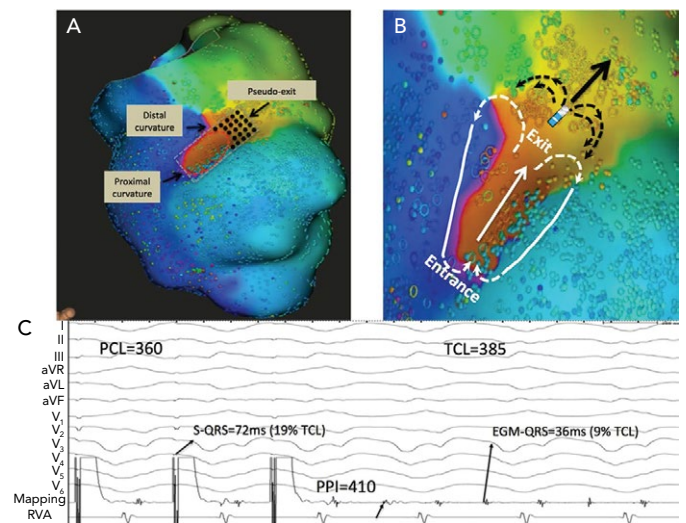 A
Pseudo-exit
Distal
curvature
Proximal
curvature
B
Exit
Entrance
C
I
II
III
aVR
aVL
aVF
V1
V2
V3
V4
V5
V6
Mapping
RVA
PCL=360
TCL=385
S-QRS=72ms (19% TCL)
EGM-QRS=36ms (9% TCL)
PPI=410